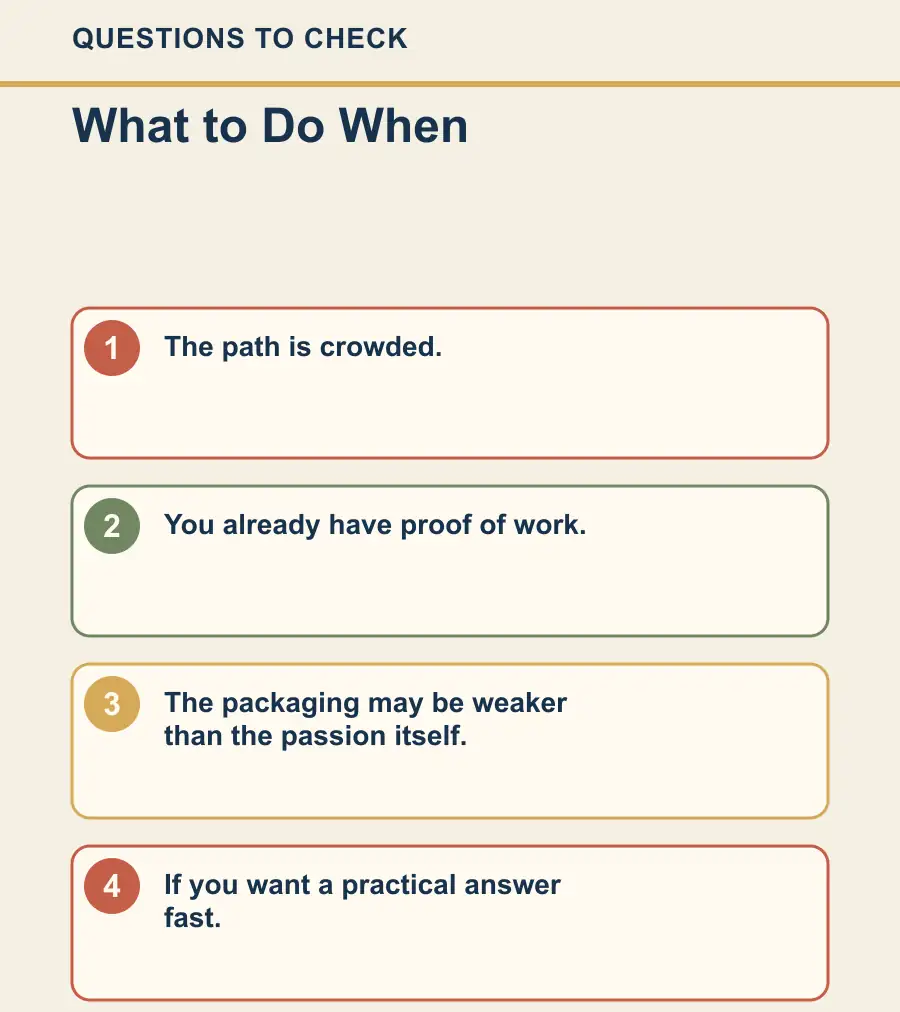 QUESTIONS TO CHECK
What to Do When
1
The path is crowded.
2
You already have proof of work.
3
The packaging may be weaker
than the passion itself.
4
If you want a practical answer
fast.